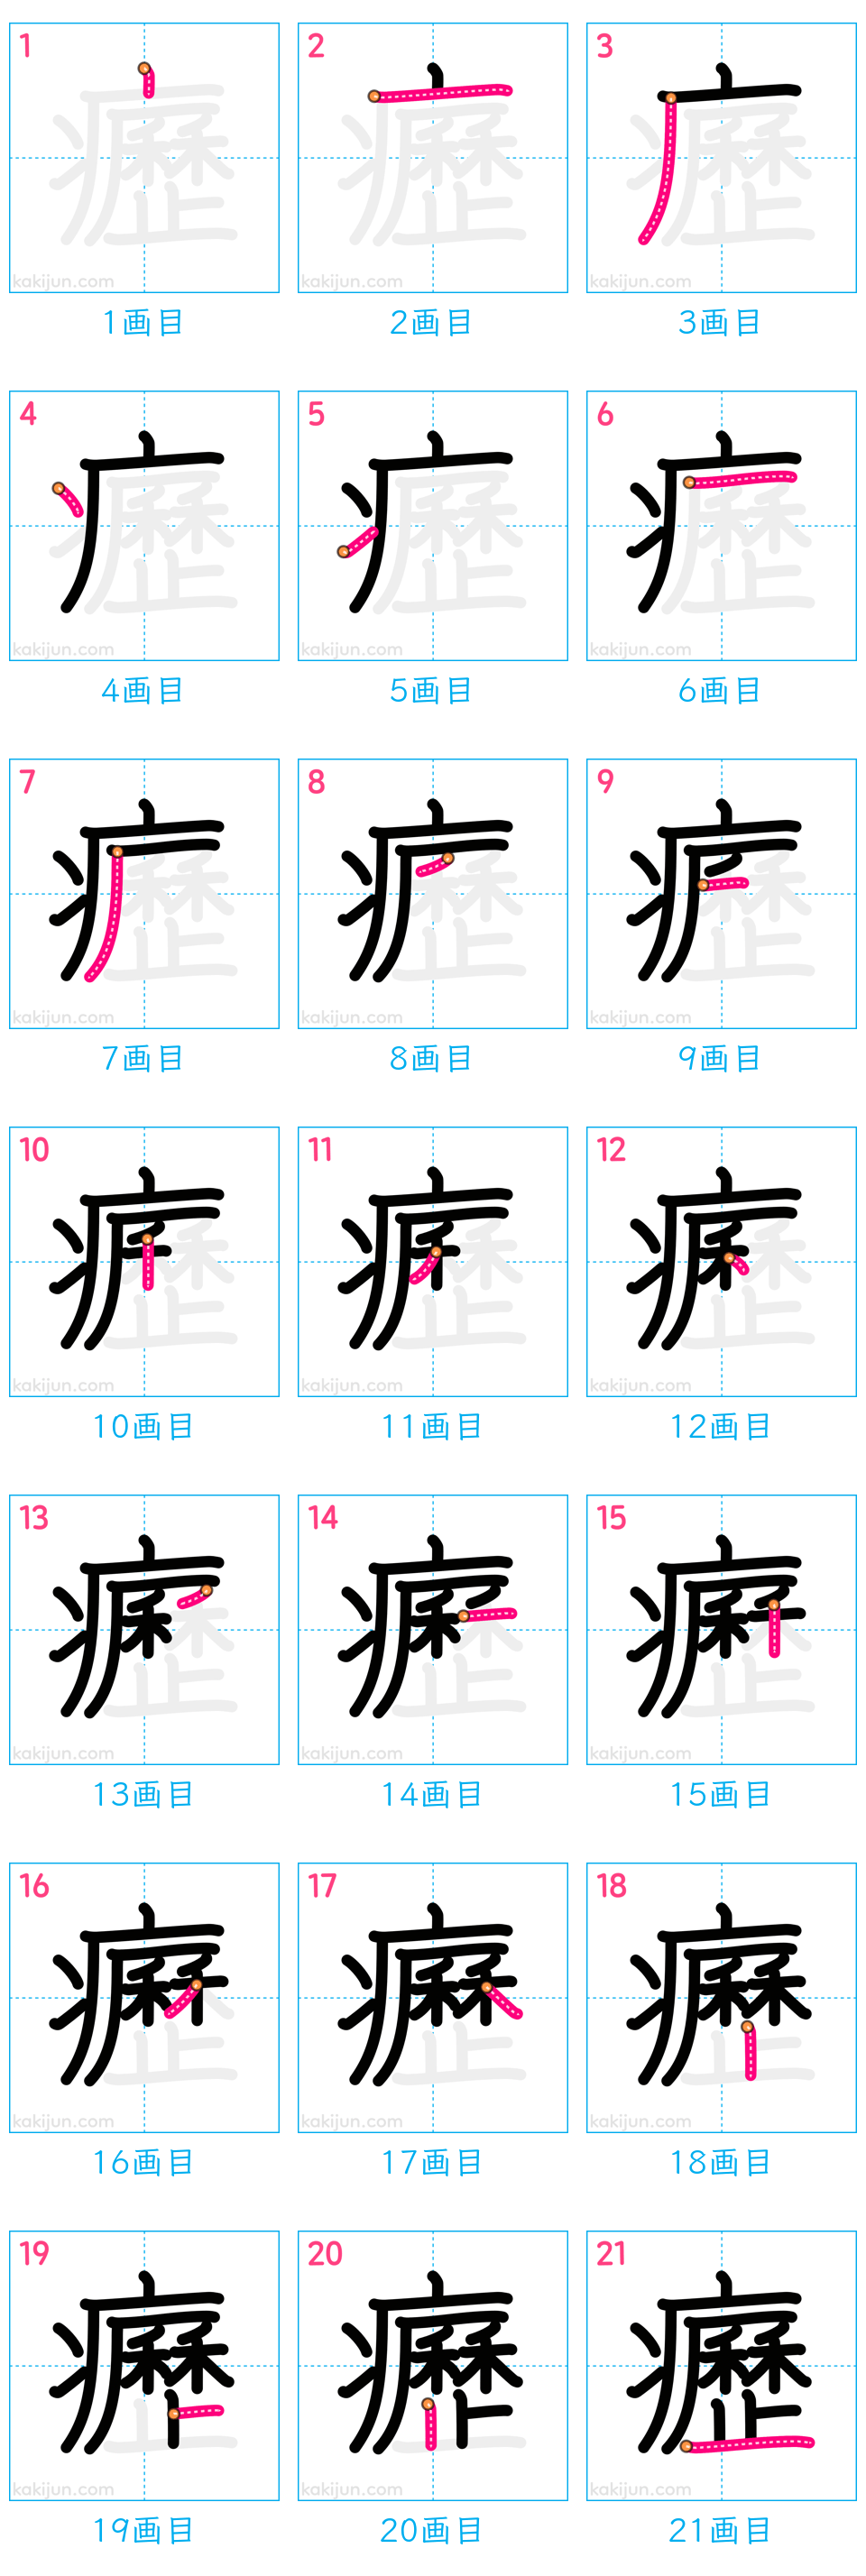 1 2 3
kakijun.com kakijun.com 癧
1画目 2画目 3画目
4 5 6
kakijun.com kakijun.com kakijun.com
4画目 5画目 6画目
7 8 9
kakijun.com kakijun.com kakijun.com
7画目 8画目 9画目
10 11 12
kakijun.com kakijun.com kakijun.com
10画目 11画目 12画目
13 14 15
kakijun.com kakijun.com kakijun.com
13画目 14画目 15画目
16 17 18
kakijun.com kakijun.com kakijun.com
16画目 17画目 18画目
19 20 21
癧
kakijun.com kakijun.com kakijun.com
19画目 20画目 21画目